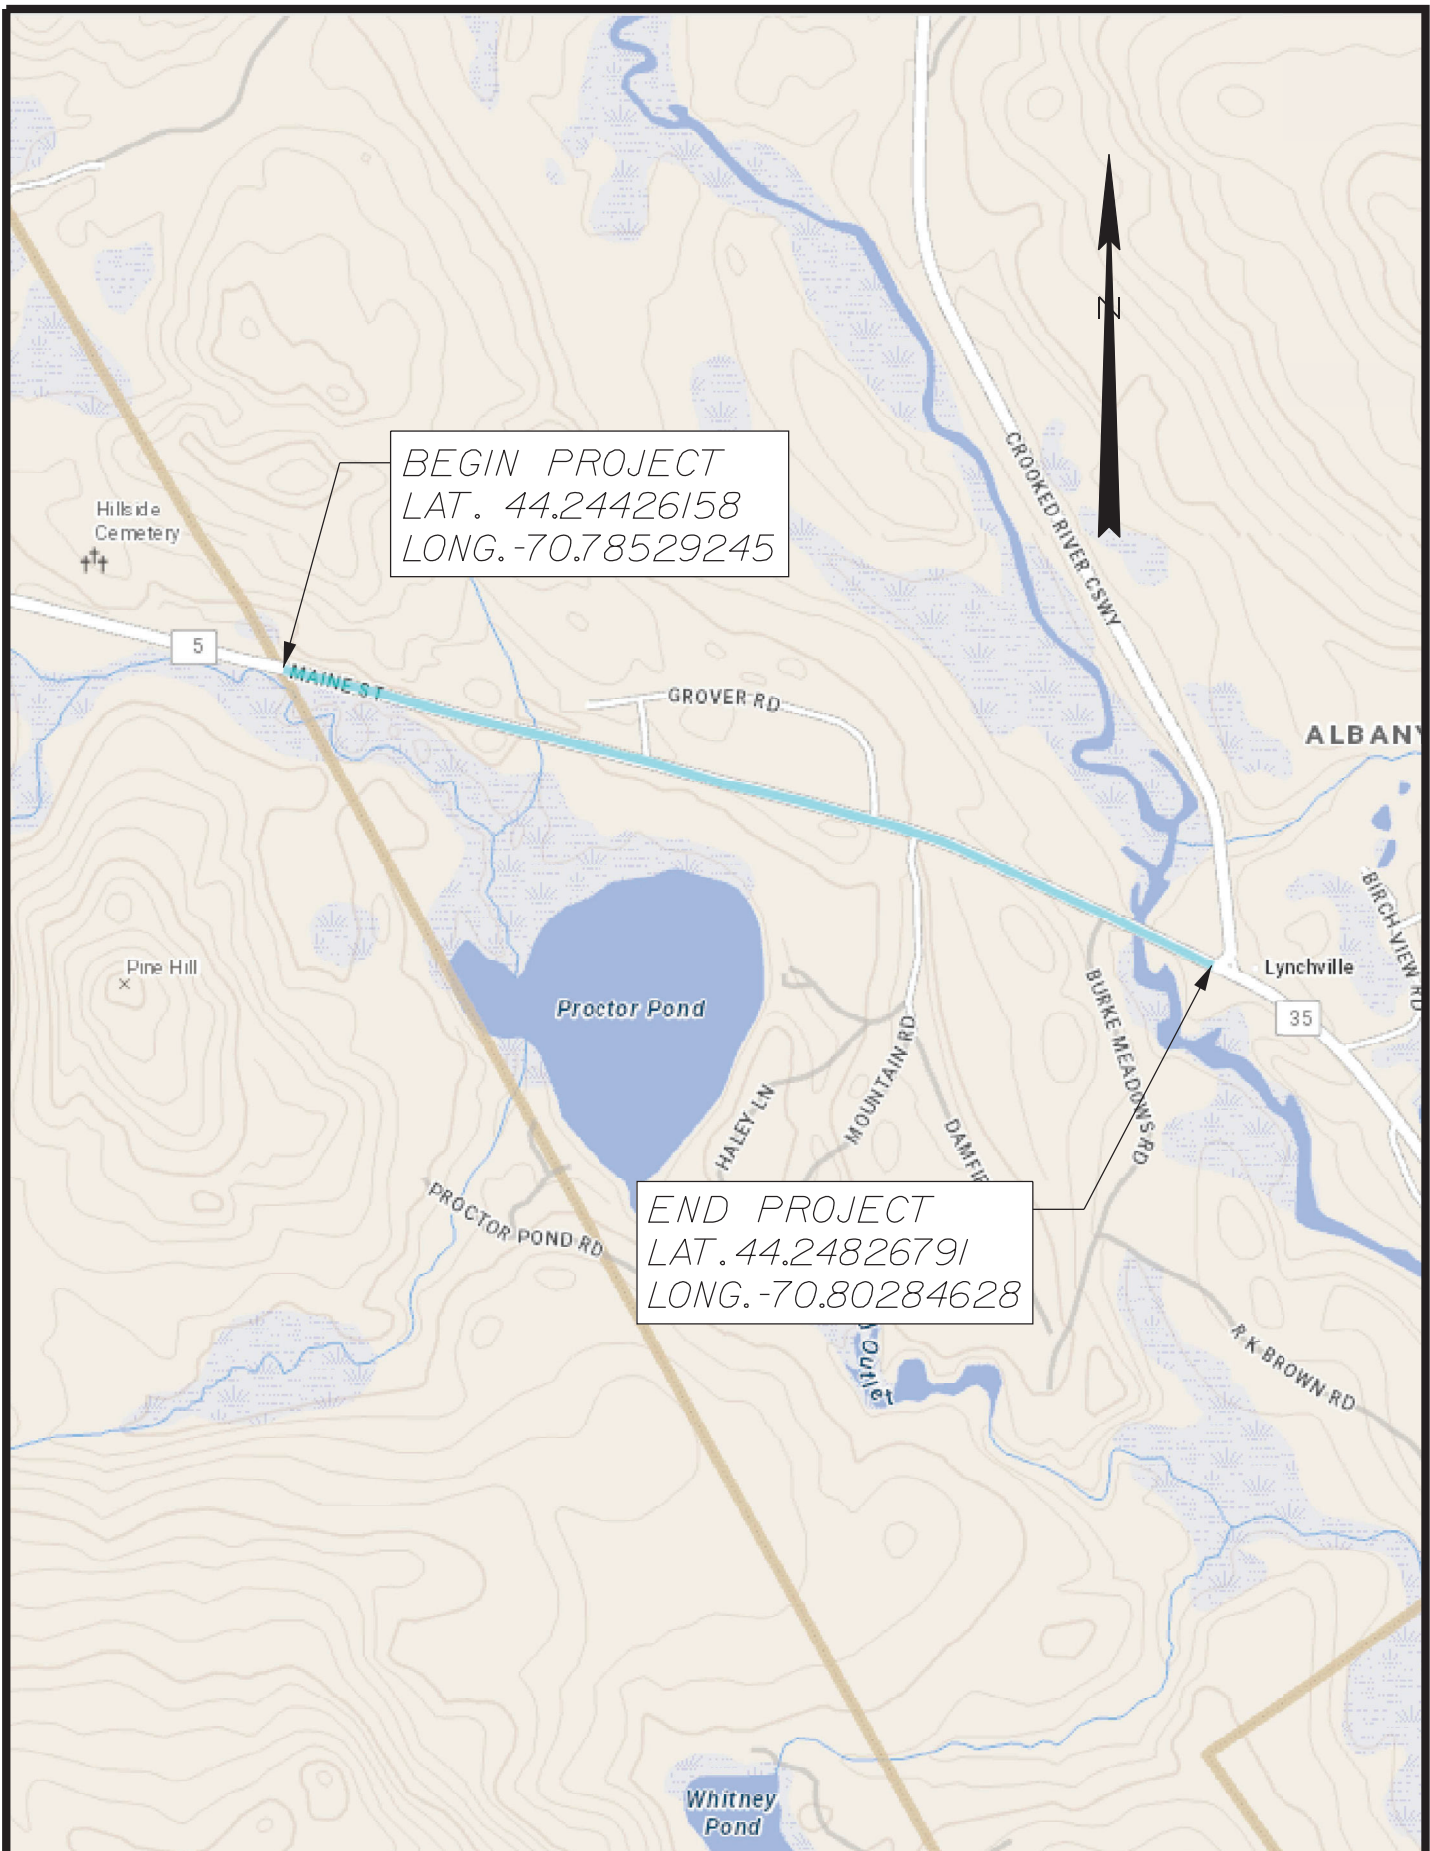 N
CROOKED RIVER CSWY
BEGIN PROJECT
LAT. 44.24426158
LONG.-70.78529245
Hillside
Cemetery
5
MAINE ST
GROVER RD
ALBANY
BIRCH VIEW RD
Pine Hill
Lynchville
Proctor Pond
35
BURKE MEADOWS RD
MOUNTAIN RD
HALEY LN
DAMFI
PROCTOR POND RD
END PROJECT
LAT. 44.24826791
LONG.-70.80284628
Outlet
R K BROWN RD
Whitney
Pond